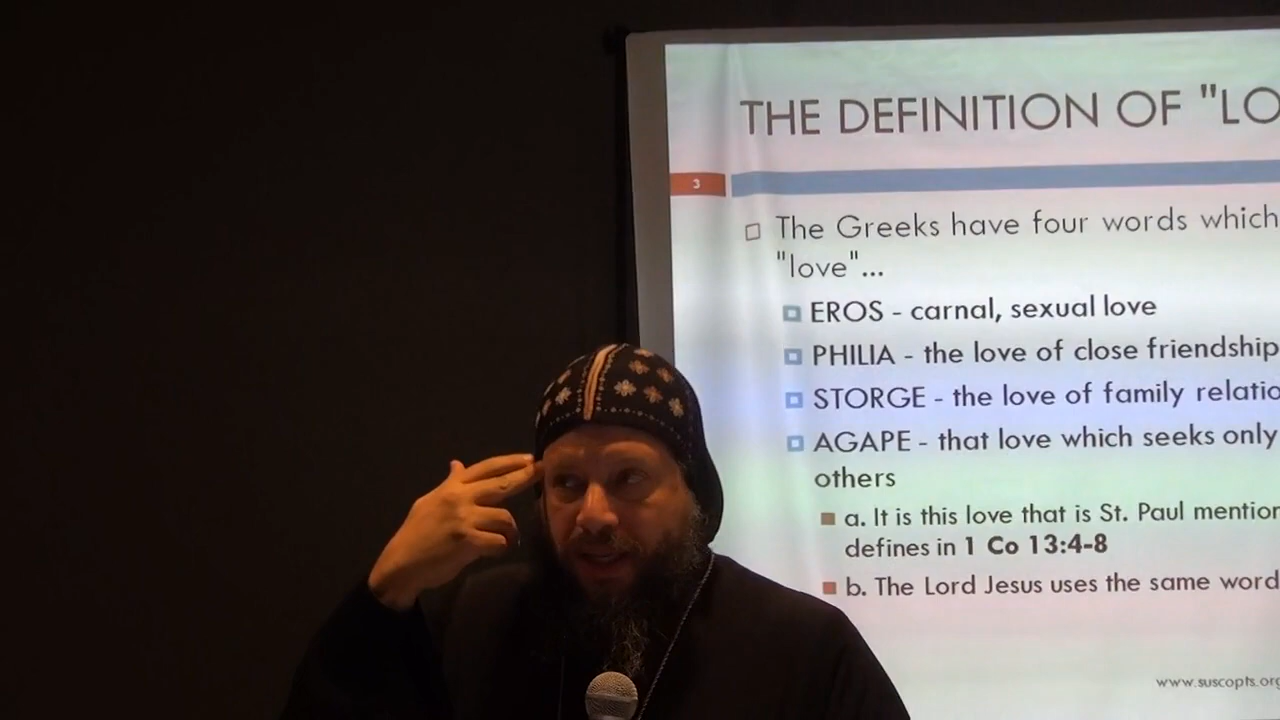 THE DEFINITION OF "LO
3
The Greeks have four words which
"love"...
EROS - carnal, sexual love
PHILIA - the love of close friendship
STORGE - the love of family relatio
AGAPE - that love which seeks only
others
a. It is this love that is St. Paul mention
defines in 1 Co 13:4-8
b. The Lord Jesus uses the same word
www.suscopts.org